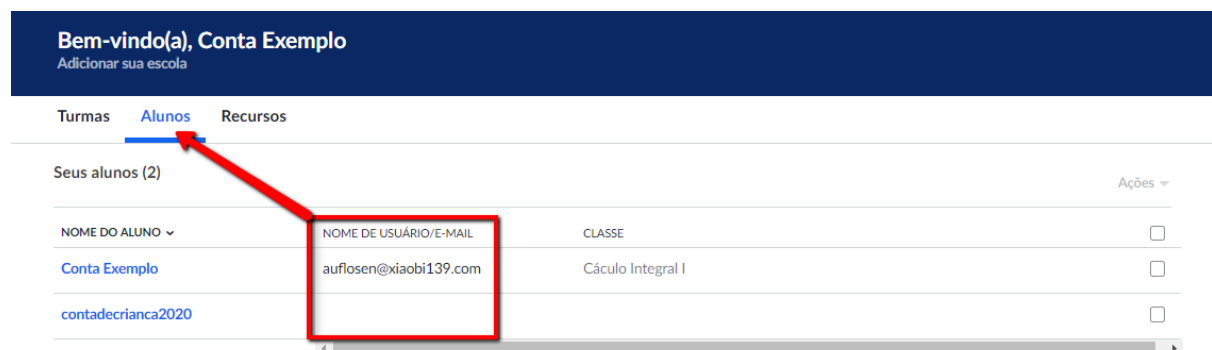 Bem-vindo(a), Conta Exemplo
Adicionar sua escola
Turmas Alunos Recursos
Seus alunos (2)
Ações
NOME DO ALUNO NOME DE USUÁRIO/E-MAIL CLASSE
Conta Exemplo auflosen@xiaobi139.com Cáculo Integral I
contadecrianca2020